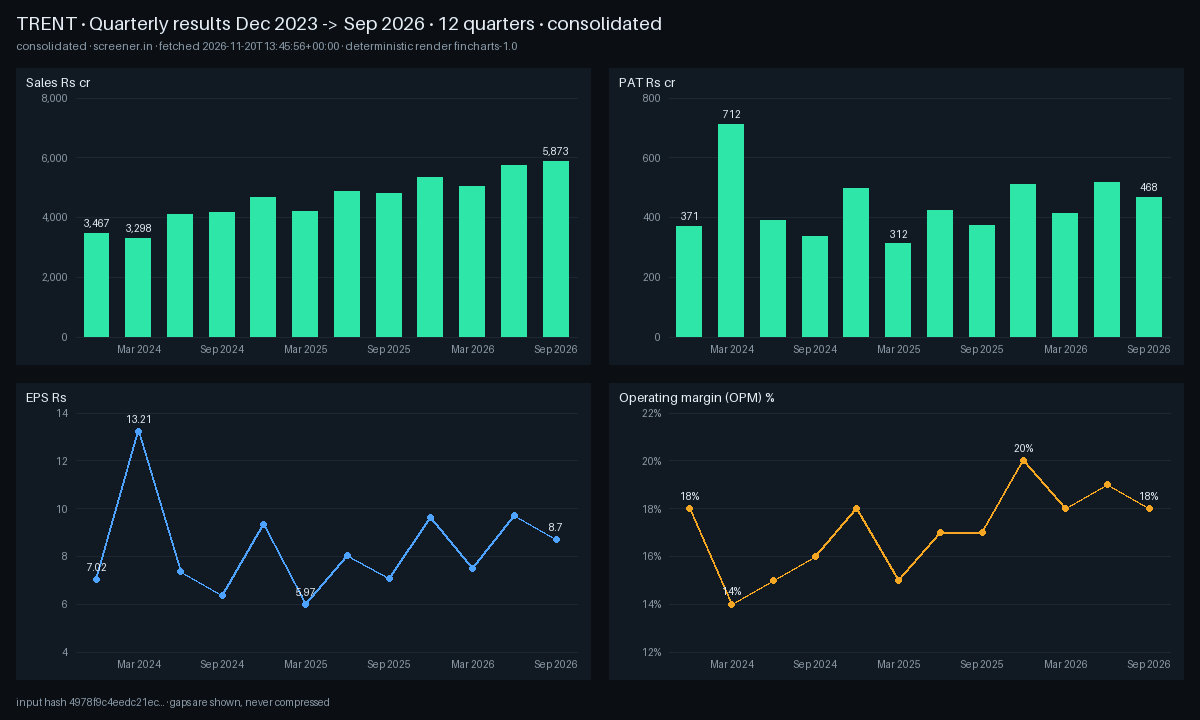 TRENT · Quarterly results Dec 2023 -> Sep 2026 · 12 quarters · consolidated
consolidated · screener.in · fetched 2026-11-20T13:45:56+00:00 · deterministic render fincharts-1.0
Sales Rs cr
8,000
6,000
4,000
2,000
0
3,467
3,298
5,873
Mar 2024
Sep 2024
Mar 2025
Sep 2025
Mar 2026
Sep 2026
PAT Rs cr
800
600
400
200
0
371
712
312
468
Mar 2024
Sep 2024
Mar 2025
Sep 2025
Mar 2026
Sep 2026
EPS Rs
14
12
10
8
6
4
7.02
13.21
5.97
8.7
Mar 2024
Sep 2024
Mar 2025
Sep 2025
Mar 2026
Sep 2026
Operating margin (OPM) %
22%
20%
18%
16%
14%
12%
18%
14%
20%
18%
Mar 2024
Sep 2024
Mar 2025
Sep 2025
Mar 2026
Sep 2026
input hash 4978f9c4eedc21ec… · gaps are shown, never compressed